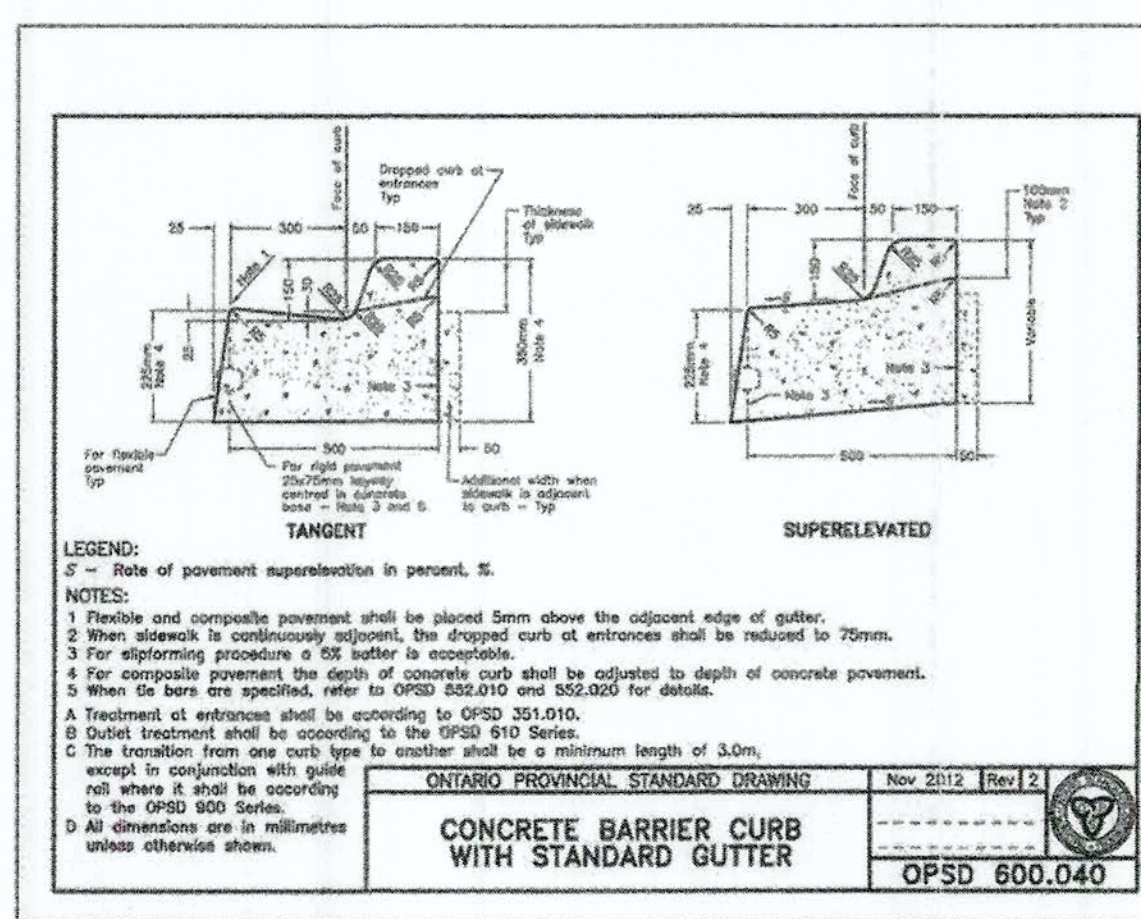 Face of curb
Dropped curb at
entrances
Typ
Thickness
of sidewalk
Typ
25
300
50
150
Note 1
150
30
25
225mm
Note 4
350mm
Note 4
Note 3
500
50
For flexible
pavement
Typ
For rigid pavement
25x75mm keyway
centred in concrete
base – Note 3 and 5.
Additional width when
sidewalk is adjacent
to curb – Typ
TANGENT
Face of curb
25
300
50
150
100mm
Note 2
Typ
150
R5
225mm
Note 4
Variable
Note 3
Note 3
500
50
SUPERELEVATED
LEGEND:
S – Rate of pavement superelevation in percent, %.
NOTES:
1 Flexible and composite pavement shall be placed 5mm above the adjacent edge of gutter.
2 When sidewalk is continuously adjacent, the dropped curb at entrances shall be reduced to 75mm.
3 For slipforming procedure a 5% batter is acceptable.
4 For composite pavement the depth of concrete curb shall be adjusted to depth of concrete pavement.
5 When tie bars are specified, refer to OPSD 552.010 and 552.020 for details.
A Treatment at entrances shall be according to OPSD 351.010.
B Outlet treatment shall be according to the OPSD 610 Series.
C The transition from one curb type to another shall be a minimum length of 3.0m,
except in conjunction with guide
rail where it shall be according
to the OPSD 900 Series.
D All dimensions are in millimetres
unless otherwise shown.
ONTARIO PROVINCIAL STANDARD DRAWING
Nov 2012 Rev 2
CONCRETE BARRIER CURB
WITH STANDARD GUTTER
OPSD 600.040